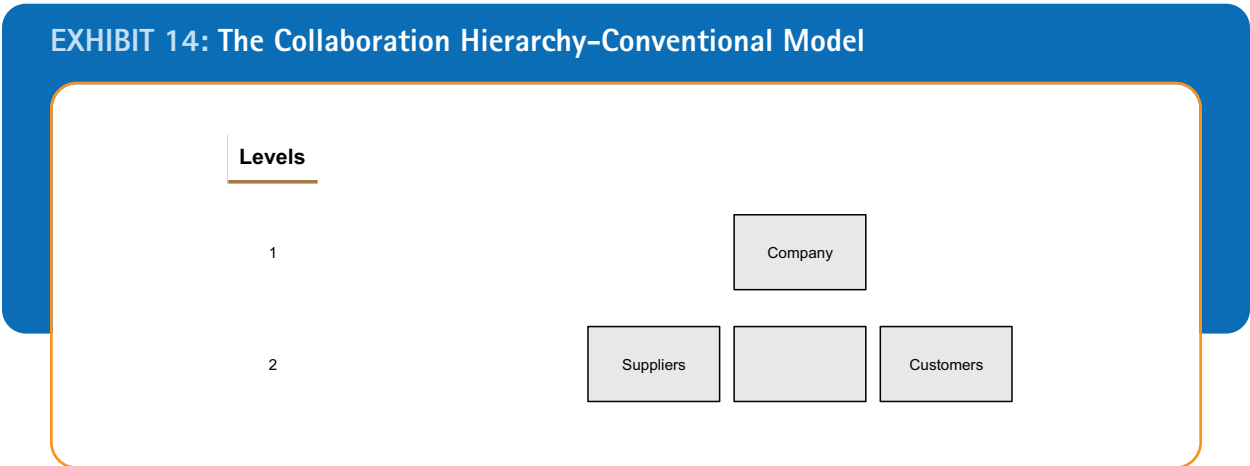 EXHIBIT 14: The Collaboration Hierarchy-Conventional Model
Levels
1
Company
2
Suppliers
Customers